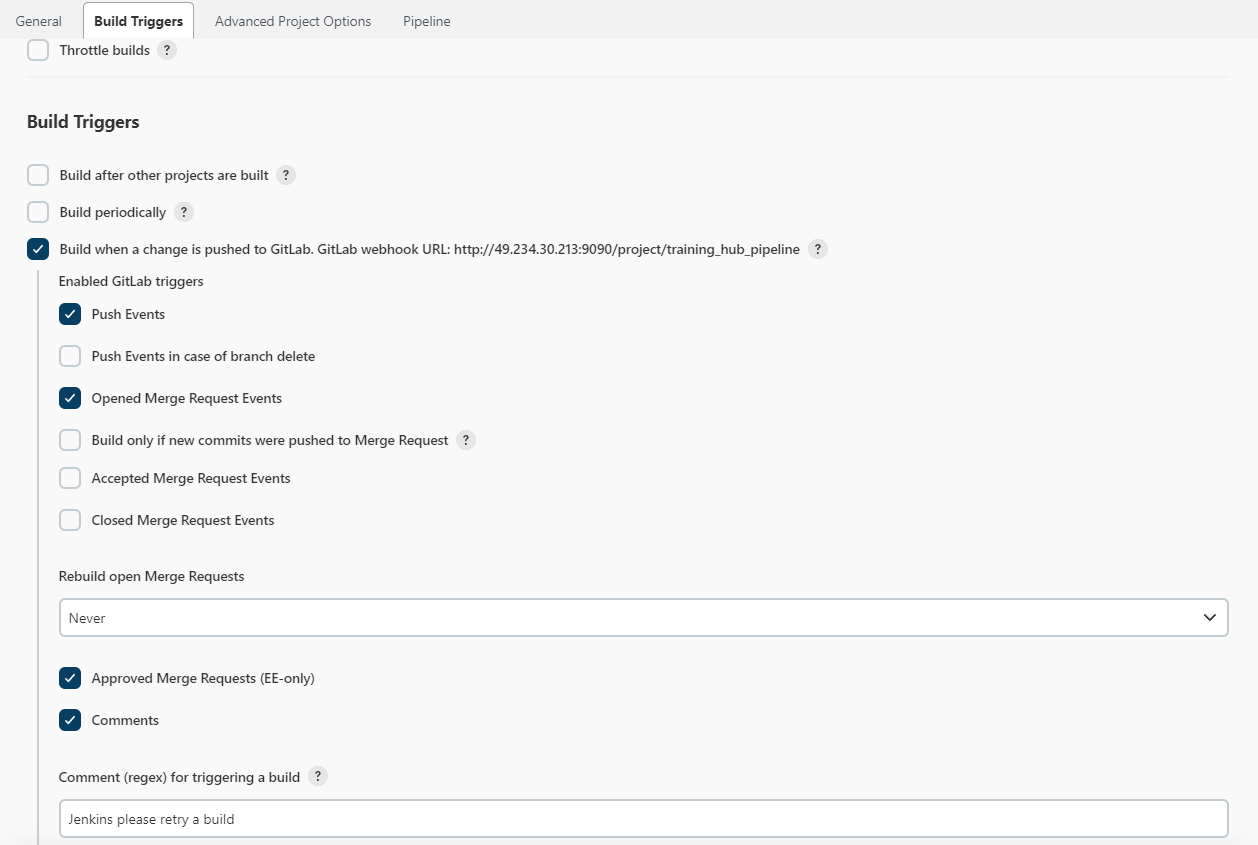 General Build Triggers Advanced Project Options Pipeline
Throttle builds ?
Build Triggers
Build after other projects are built ?
Build periodically ?
Build when a change is pushed to GitLab. GitLab webhook URL: http://49.234.30.213:9090/project/training_hub_pipeline ?
Enabled GitLab triggers
Push Events
Push Events in case of branch delete
Opened Merge Request Events
Build only if new commits were pushed to Merge Request ?
Accepted Merge Request Events
Closed Merge Request Events
Rebuild open Merge Requests
Never
Approved Merge Requests (EE-only)
Comments
Comment (regex) for triggering a build ?
Jenkins please retry a build